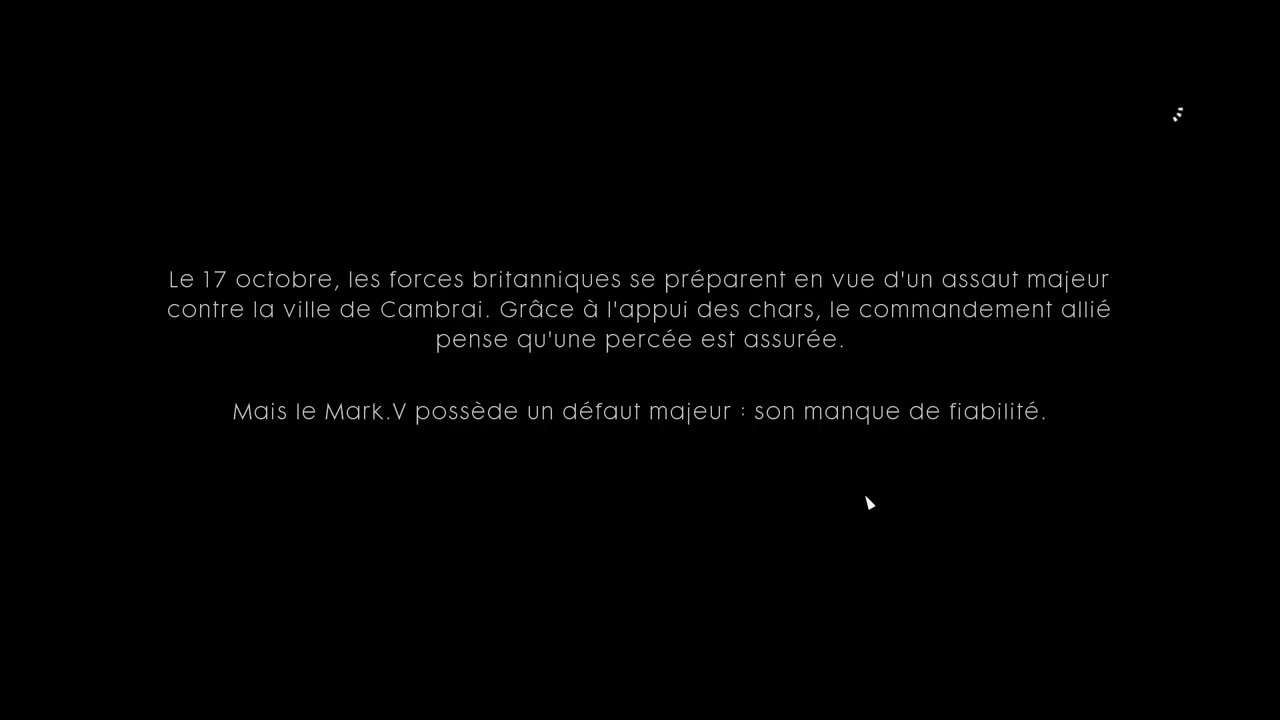 Le 17 octobre, les forces britanniques se préparent en vue d'un assaut majeur
contre la ville de Cambrai. Grâce à l'appui des chars, le commandement allié
pense qu'une percée est assurée.
Mais le Mark.V possède un défaut majeur : son manque de fiabilité.